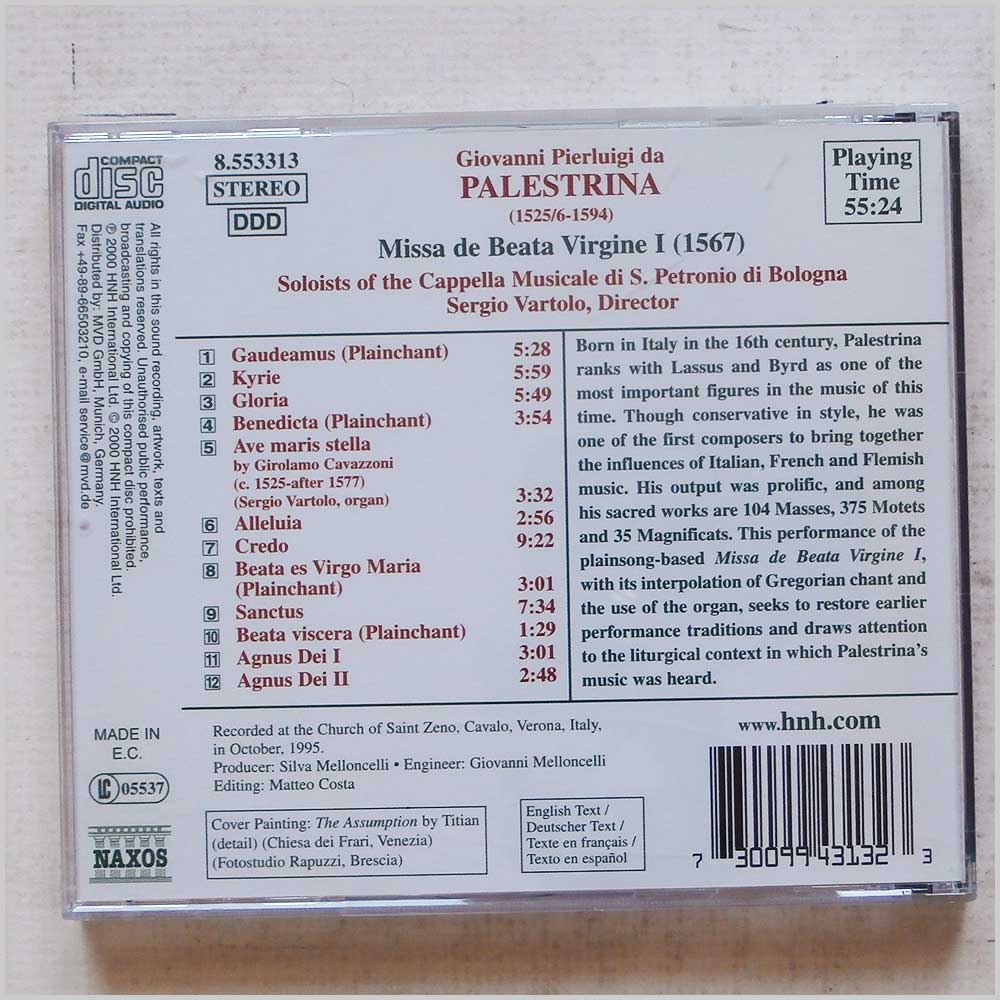 COMPACT
disc
DIGITAL AUDIO
8.553313
STEREO
DDD
Giovanni Pierluigi da
PALESTRINA
(1525/6-1594)
Missa de Beata Virgine I (1567)
Soloists of the Cappella Musicale di S. Petronio di Bologna
Sergio Vartolo, Director
Playing
Time
55:24
All rights in this sound recording, artwork, texts and
translations reserved. Unauthorised public performance,
broadcasting and copying of this compact disc prohibited.
℗ 2000 HNH International Ltd. © 2000 HNH International Ltd.
Distributed by: MVD GmbH, Munich, Germany.
Fax +49-89-66503210, e-mail service@mvd.de
1 Gaudeamus (Plainchant) 5:28
2 Kyrie 5:59
3 Gloria 5:49
4 Benedicta (Plainchant) 3:54
5 Ave maris stella
by Girolamo Cavazzoni
(c. 1525-after 1577)
(Sergio Vartolo, organ) 3:32
6 Alleluia 2:56
7 Credo 9:22
8 Beata es Virgo Maria
(Plainchant) 3:01
9 Sanctus 7:34
10 Beata viscera (Plainchant) 1:29
11 Agnus Dei I 3:01
12 Agnus Dei II 2:48
Born in Italy in the 16th century, Palestrina
ranks with Lassus and Byrd as one of the
most important figures in the music of this
time. Though conservative in style, he was
one of the first composers to bring together
the influences of Italian, French and Flemish
music. His output was prolific, and among
his sacred works are 104 Masses, 375 Motets
and 35 Magnificats. This performance of the
plainsong-based Missa de Beata Virgine I,
with its interpolation of Gregorian chant and
the use of the organ, seeks to restore earlier
performance traditions and draws attention
to the liturgical context in which Palestrina's
music was heard.
MADE IN
E.C.
LC 05537
NAXOS
Recorded at the Church of Saint Zeno, Cavalo, Verona, Italy,
in October, 1995.
Producer: Silva Melloncelli • Engineer: Giovanni Melloncelli
Editing: Matteo Costa
Cover Painting: The Assumption by Titian
(detail) (Chiesa dei Frari, Venezia)
(Fotostudio Rapuzzi, Brescia)
English Text /
Deutscher Text /
Texte en français /
Texto en español
www.hnh.com
7 30099 43132 3